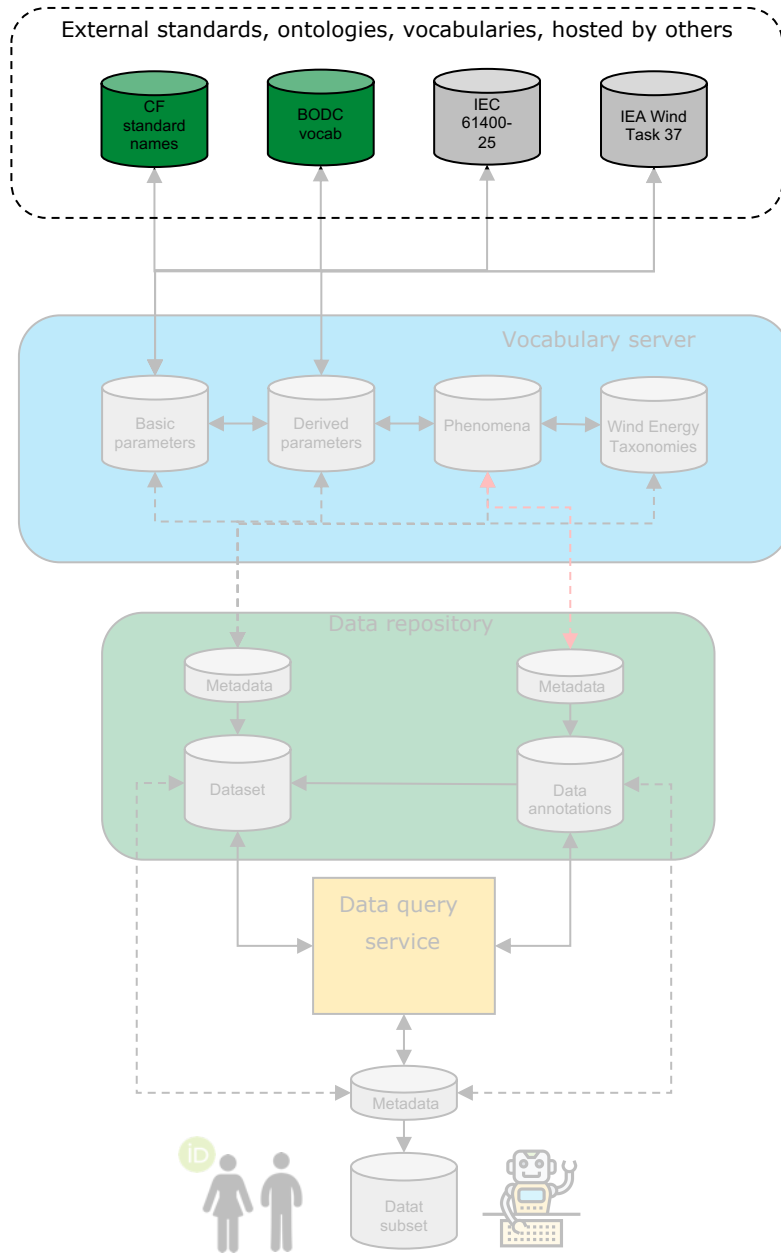 External standards, ontologies, vocabularies, hosted by others
CF
standard
names
BODC
vocab
IEC
61400-
25
IEA Wind
Task 37
Vocabulary server
Basic
parameters
Derived
parameters
Phenomena
Wind Energy
Taxonomies
Data repository
Metadata
Metadata
Dataset
Data
annotations
Data query
service
Metadata
iD
Datat
subset